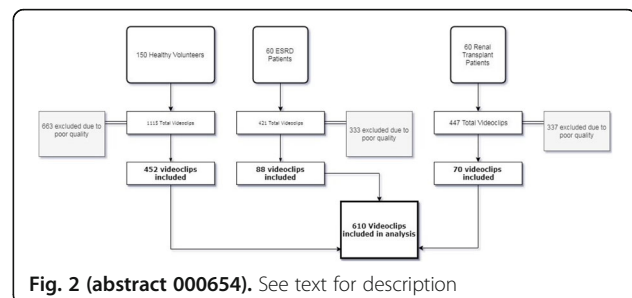 150 Healthy Volunteers
60 ESRD
Patients
60 Renal
Transplant
Patients
663 excluded due to
poor quality
1115 Total Videoclips
421 Total Videoclips
333 excluded due to
poor quality
447 Total Videoclips
337 excluded due to
poor quality
452 videoclips
included
88 videoclips
included
70 videoclips
included
610 Videoclips
included in analysis
Fig. 2 (abstract 000654). See text for description